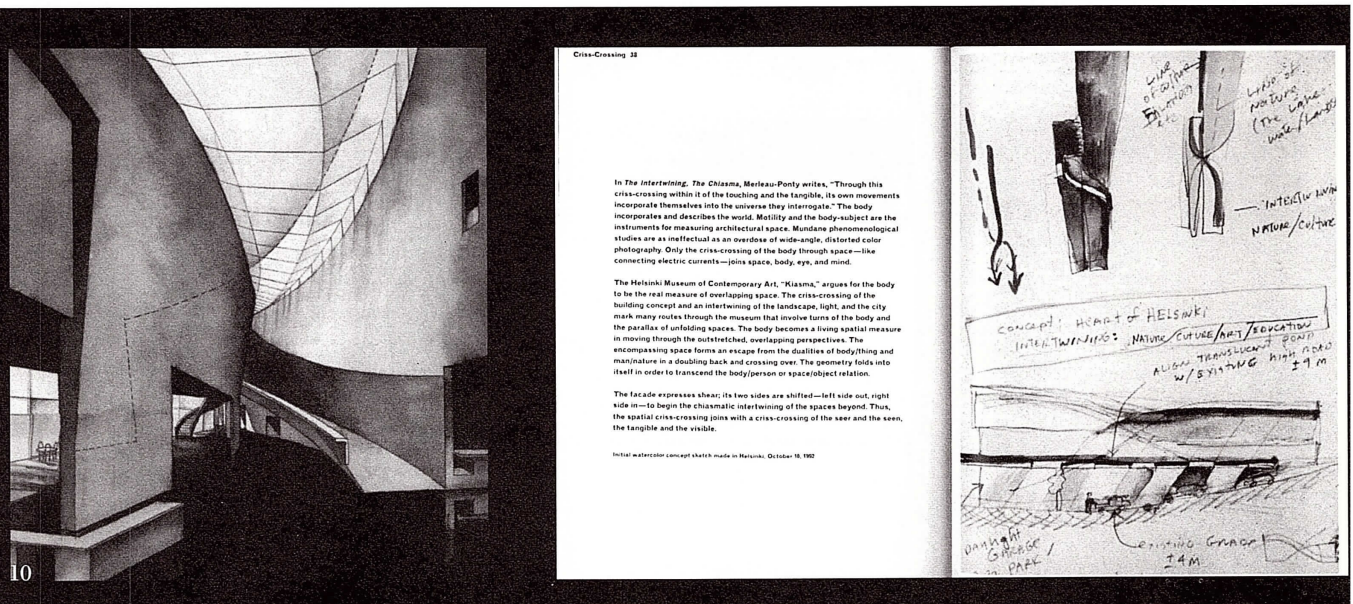 10
Criss-Crossing 38
In The Intertwining, The Chiasma, Merleau-Ponty writes, "Through this
criss-crossing within it of the touching and the tangible, its own movements
incorporate themselves into the universe they interrogate." The body
incorporates and describes the world. Motility and the body-subject are the
instruments for measuring architectural space. Mundane phenomenological
studies are as ineffectual as an overdose of wide-angle, distorted color
photography. Only the criss-crossing of the body through space—like
connecting electric currents—joins space, body, eye, and mind.
The Helsinki Museum of Contemporary Art, "Kiasma," argues for the body
to be the real measure of overlapping space. The criss-crossing of the
building concept and an intertwining of the landscape, light, and the city
mark many routes through the museum that involve turns of the body and
the parallax of unfolding spaces. The body becomes a living spatial measure
in moving through the outstretched, overlapping perspectives. The
encompassing space forms an escape from the dualities of body/thing and
man/nature in a doubling back and crossing over. The geometry folds into
itself in order to transcend the body/person or space/object relation.
The facade expresses shear; its two sides are shifted—left side out, right
side in—to begin the chiasmatic intertwining of the spaces beyond. Thus,
the spatial criss-crossing joins with a criss-crossing of the seer and the seen,
the tangible and the visible.
Initial watercolor concept sketch made in Helsinki, October 18, 1992
LINE
OF CULTURE
etc
LINE OF
NATURE
(THE LAKE
WATER/LANDS
INTERTWININ
NATURE/CULTURE
CONCEPT: HEART of HELSINKI
INTERTWINING: NATURE/CUTURE/ART/EDUCATION
ALIGN TRANSLUCENT POND
W/ EXISTING HIGH ROAD
±4 M
Daylight
GARAGE /
PARK
EXISTING GRADE
±4M